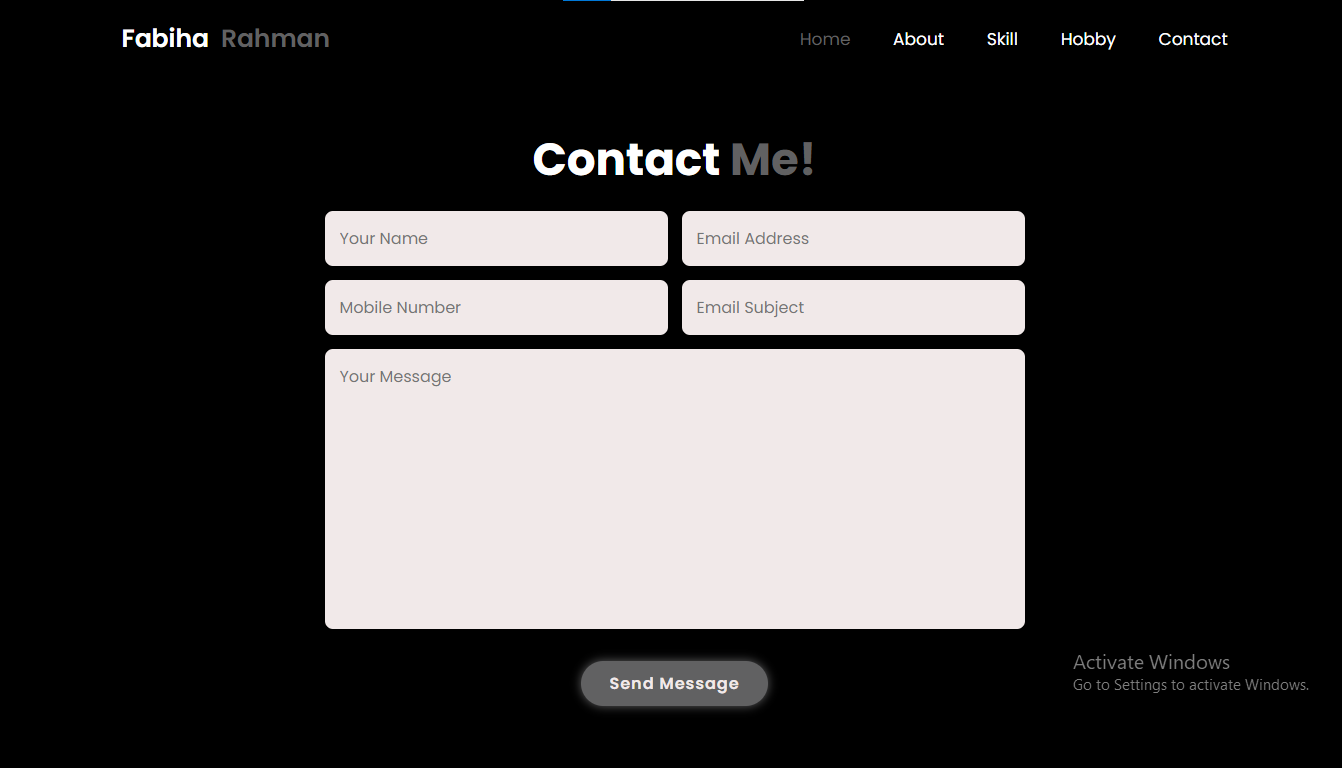 Fabiha Rahman
Home About Skill Hobby Contact
Contact Me!
Your Name
Email Address
Mobile Number
Email Subject
Your Message
Send Message
Activate Windows
Go to Settings to activate Windows.